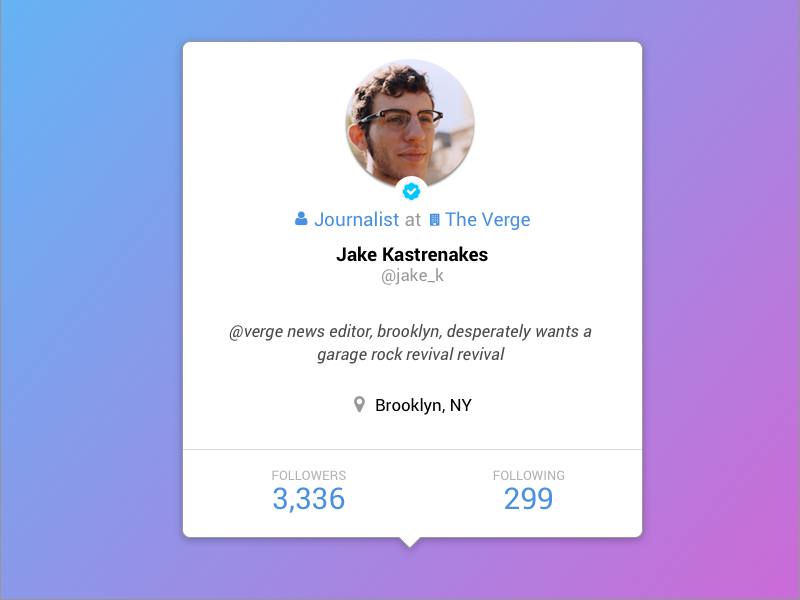 Journalist at The Verge
Jake Kastrenakes
@jake_k
@verge news editor, brooklyn, desperately wants a
garage rock revival revival
Brooklyn, NY
FOLLOWERS FOLLOWING
3,336 299